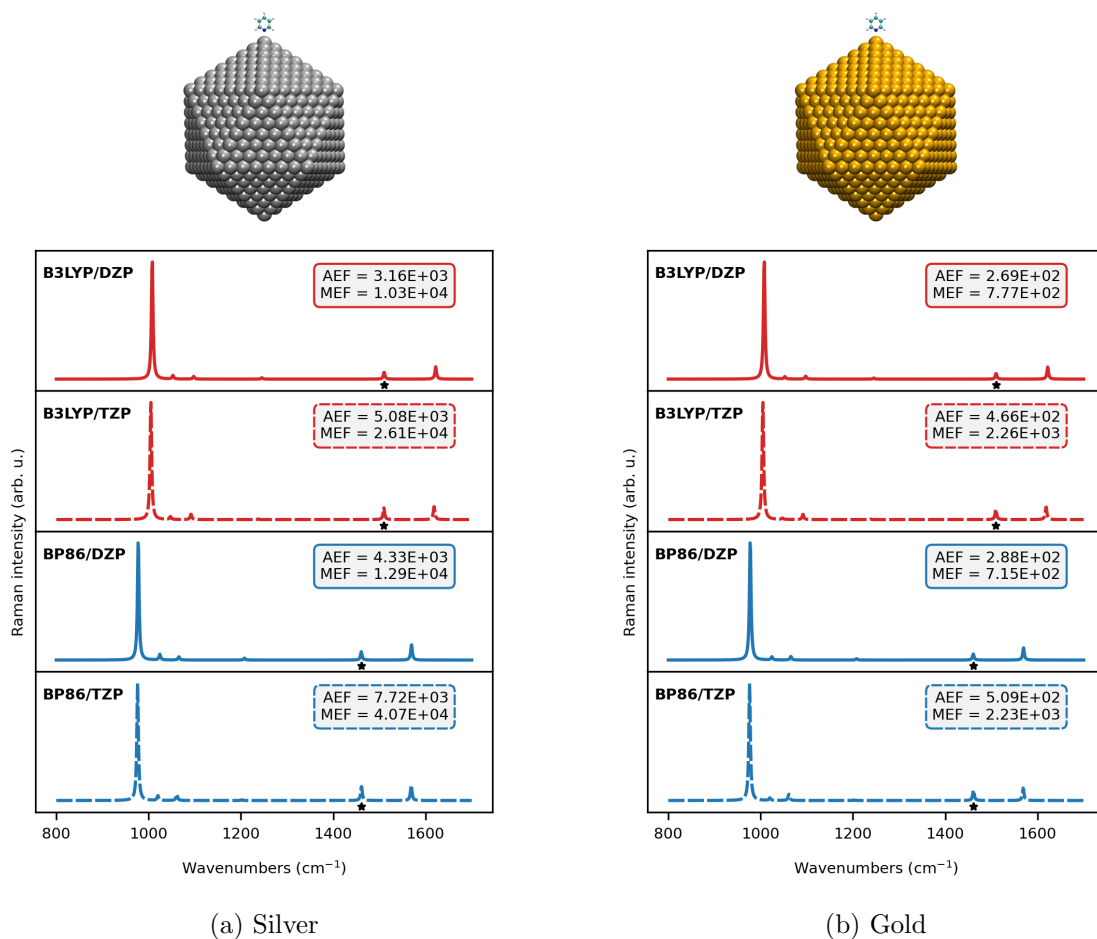 Raman intensity (arb. u.)
B3LYP/DZP
AEF = 3.16E+03
MEF = 1.03E+04
B3LYP/TZP
AEF = 5.08E+03
MEF = 2.61E+04
BP86/DZP
AEF = 4.33E+03
MEF = 1.29E+04
BP86/TZP
AEF = 7.72E+03
MEF = 4.07E+04
800 1000 1200 1400 1600
Wavenumbers (cm⁻¹)
(a) Silver
Raman intensity (arb. u.)
B3LYP/DZP
AEF = 2.69E+02
MEF = 7.77E+02
B3LYP/TZP
AEF = 4.66E+02
MEF = 2.26E+03
BP86/DZP
AEF = 2.88E+02
MEF = 7.15E+02
BP86/TZP
AEF = 5.09E+02
MEF = 2.23E+03
800 1000 1200 1400 1600
Wavenumbers (cm⁻¹)
(b) Gold